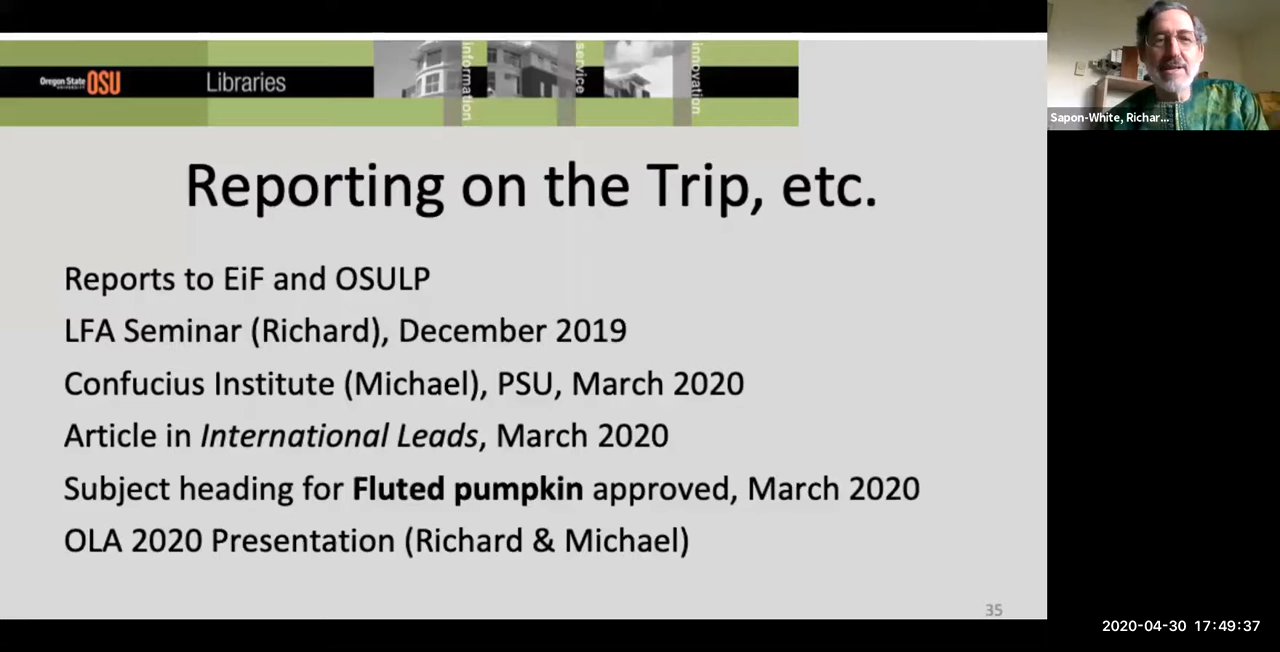 Oregon State
UNIVERSITY
OSU
Libraries
information
service
innovation
Sapon-White, Richar...
Reporting on the Trip, etc.
Reports to EiF and OSULP
LFA Seminar (Richard), December 2019
Confucius Institute (Michael), PSU, March 2020
Article in International Leads, March 2020
Subject heading for Fluted pumpkin approved, March 2020
OLA 2020 Presentation (Richard & Michael)
35
2020-04-30 17:49:37